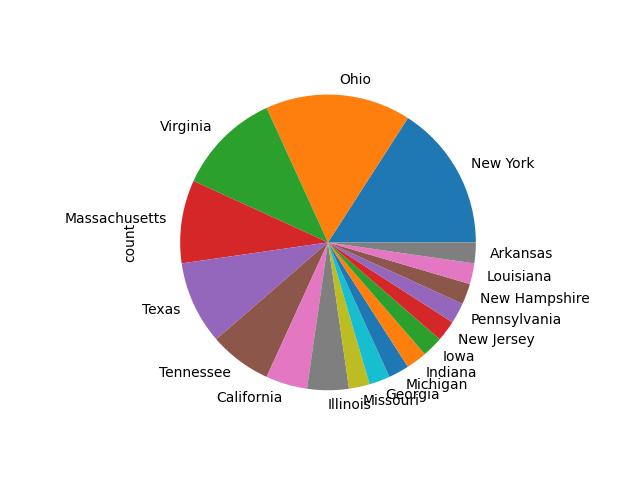 Ohio
Virginia
New York
Massachusetts
count
Arkansas
Louisiana
New Hampshire
Texas
Pennsylvania
New Jersey
Iowa
Tennessee
Indiana
Michigan
California
Georgia
Missouri
Illinois